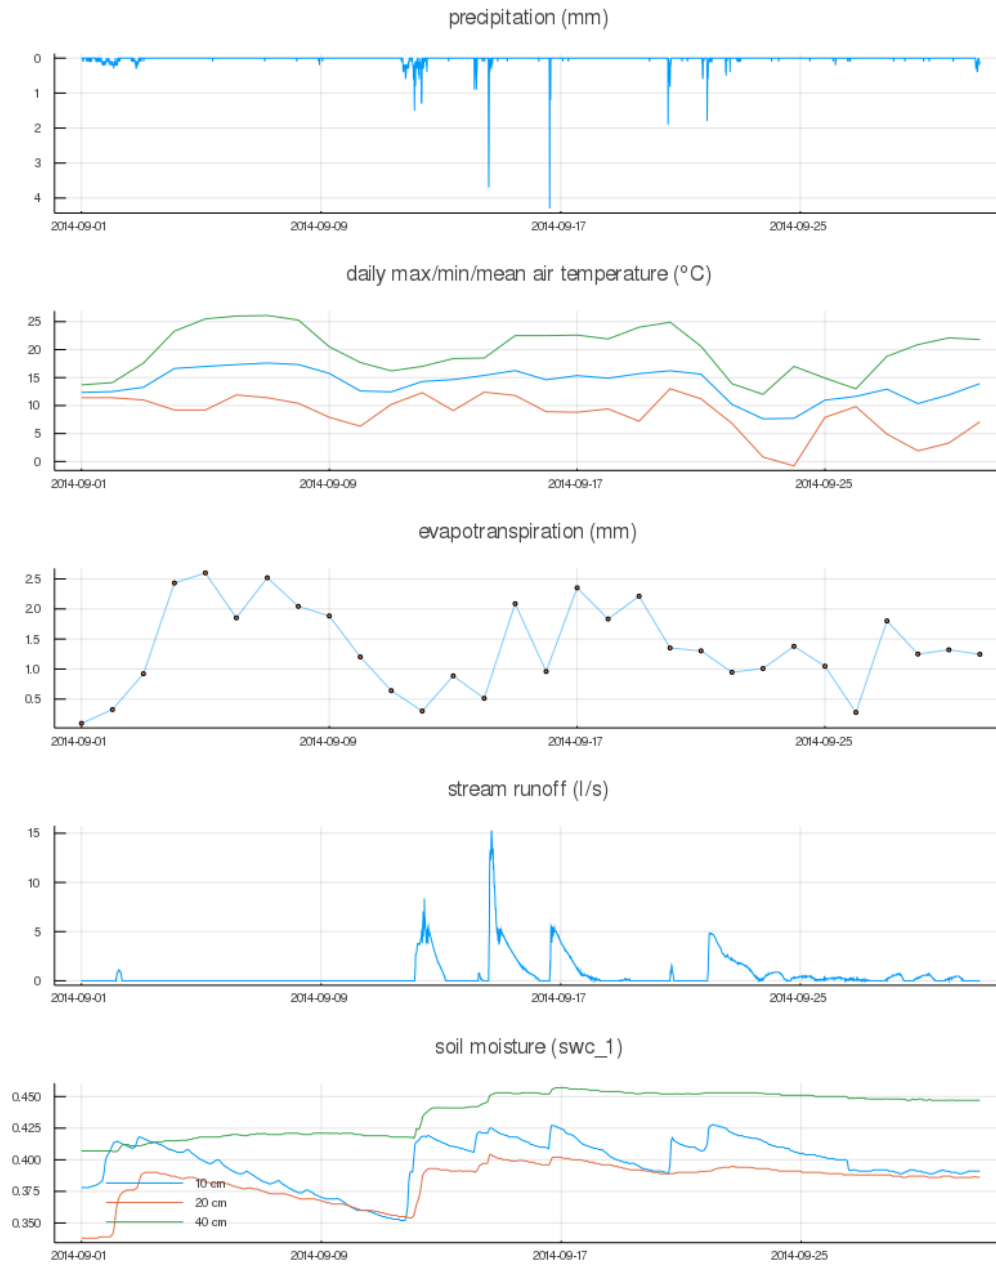 precipitation (mm)
0
1
2
3
4
2014-09-01 2014-09-09 2014-09-17 2014-09-25
daily max/min/mean air temperature (ºC)
25
20
15
10
5
0
2014-09-01 2014-09-09 2014-09-17 2014-09-25
evapotranspiration (mm)
2.5
2.0
1.5
1.0
0.5
2014-09-01 2014-09-09 2014-09-17 2014-09-25
stream runoff (l/s)
15
10
5
0
2014-09-01 2014-09-09 2014-09-17 2014-09-25
soil moisture (swc_1)
0.450
0.425
0.400
0.375
0.350
10 cm
20 cm
40 cm
2014-09-01 2014-09-09 2014-09-17 2014-09-25